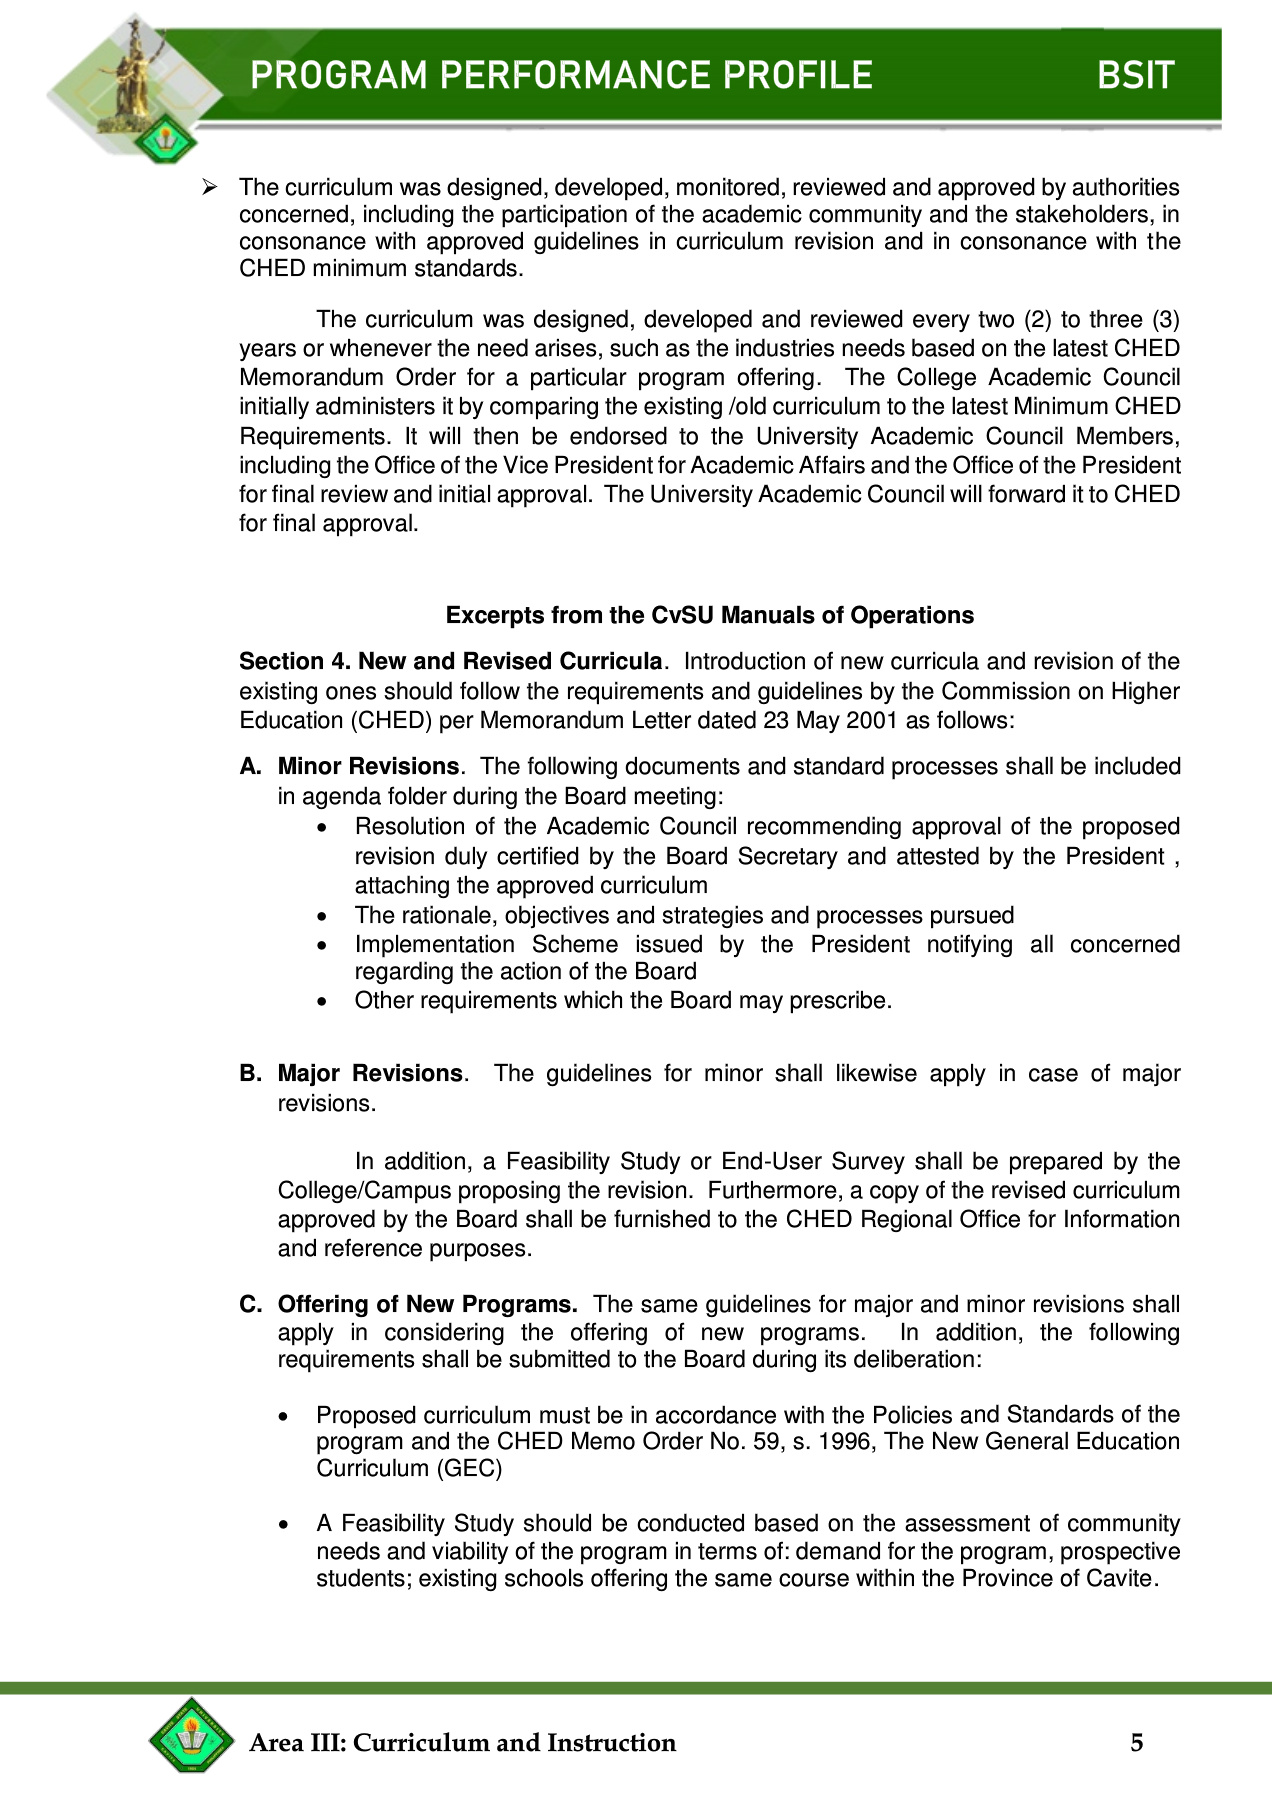 PROGRAM PERFORMANCE PROFILE BSIT
➢ The curriculum was designed, developed, monitored, reviewed and approved by authorities
concerned, including the participation of the academic community and the stakeholders, in
consonance with approved guidelines in curriculum revision and in consonance with the
CHED minimum standards.
The curriculum was designed, developed and reviewed every two (2) to three (3)
years or whenever the need arises, such as the industries needs based on the latest CHED
Memorandum Order for a particular program offering. The College Academic Council
initially administers it by comparing the existing /old curriculum to the latest Minimum CHED
Requirements. It will then be endorsed to the University Academic Council Members,
including the Office of the Vice President for Academic Affairs and the Office of the President
for final review and initial approval. The University Academic Council will forward it to CHED
for final approval.
Excerpts from the CvSU Manuals of Operations
Section 4. New and Revised Curricula. Introduction of new curricula and revision of the
existing ones should follow the requirements and guidelines by the Commission on Higher
Education (CHED) per Memorandum Letter dated 23 May 2001 as follows:
A. Minor Revisions. The following documents and standard processes shall be included
in agenda folder during the Board meeting:
• Resolution of the Academic Council recommending approval of the proposed
revision duly certified by the Board Secretary and attested by the President ,
attaching the approved curriculum
• The rationale, objectives and strategies and processes pursued
• Implementation Scheme issued by the President notifying all concerned
regarding the action of the Board
• Other requirements which the Board may prescribe.
B. Major Revisions. The guidelines for minor shall likewise apply in case of major
revisions.
In addition, a Feasibility Study or End-User Survey shall be prepared by the
College/Campus proposing the revision. Furthermore, a copy of the revised curriculum
approved by the Board shall be furnished to the CHED Regional Office for Information
and reference purposes.
C. Offering of New Programs. The same guidelines for major and minor revisions shall
apply in considering the offering of new programs. In addition, the following
requirements shall be submitted to the Board during its deliberation:
• Proposed curriculum must be in accordance with the Policies and Standards of the
program and the CHED Memo Order No. 59, s. 1996, The New General Education
Curriculum (GEC)
• A Feasibility Study should be conducted based on the assessment of community
needs and viability of the program in terms of: demand for the program, prospective
students; existing schools offering the same course within the Province of Cavite.
Area III: Curriculum and Instruction 5